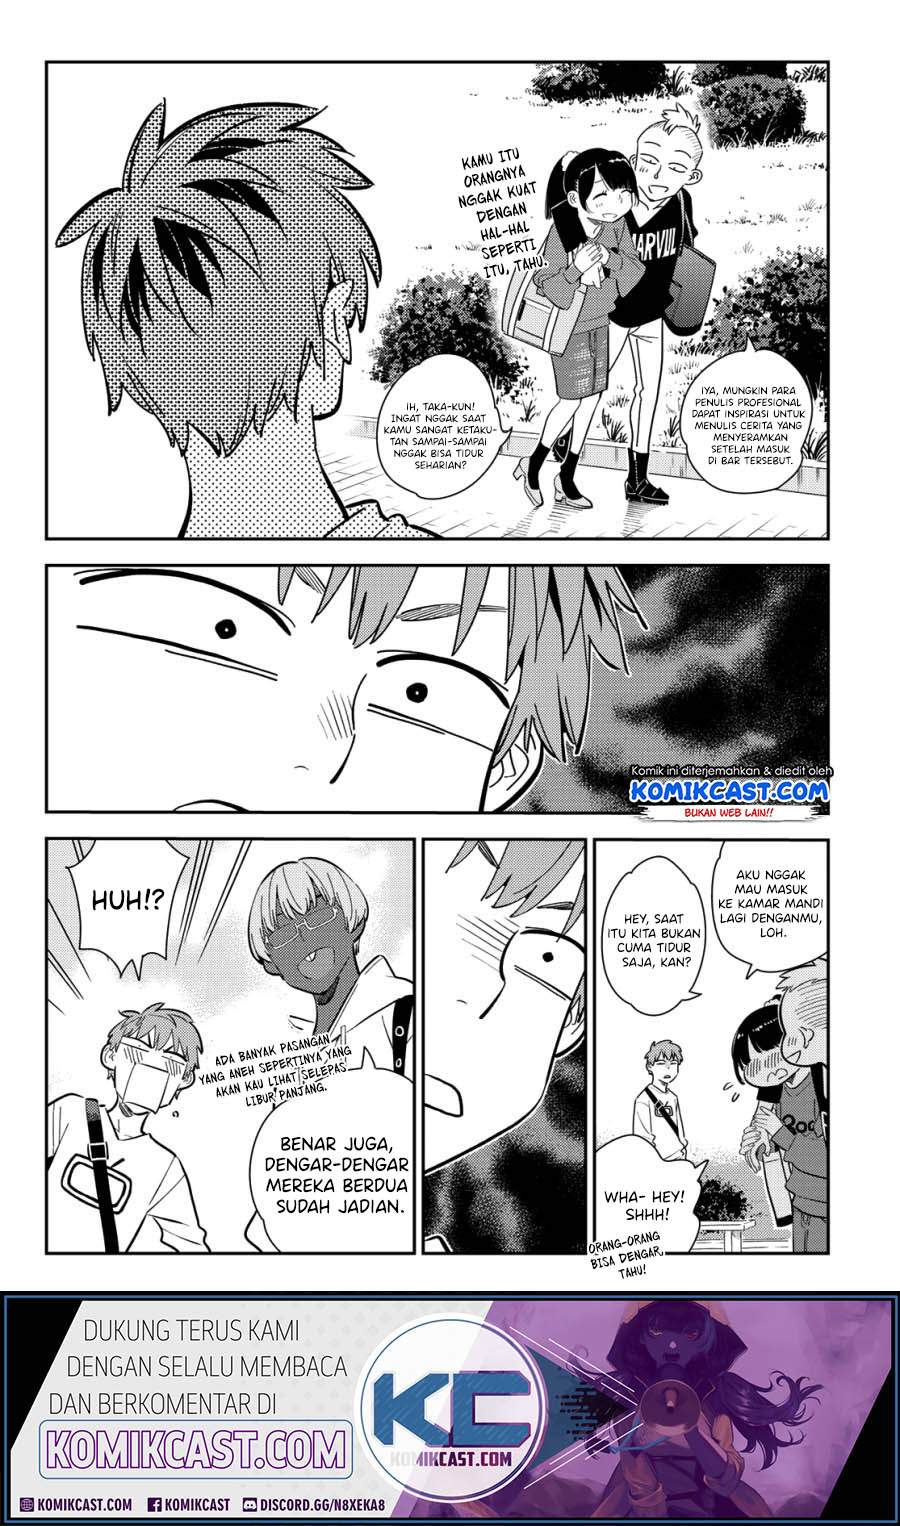 IYA, MUNGKIN PARA
PENULIS PROFESIONAL
DAPAT INSPIRASI UNTUK
MENULIS CERITA YANG
MENYERAMKAN
SETELAH MASUK
DI BAR TERSEBUT.
MARVILL
KAMU ITU
ORANGNYA
NGGAK KUAT
DENGAN
HAL-HAL
SEPERTI
ITU, TAHU.
IH, TAKA-KUN!
INGAT NGGAK SAAT
KAMU SANGAT KETAKU-
TAN SAMPAI-SAMPAI
NGGAK BISA TIDUR
SEHARIAN?
Komik ini diterjemahkan & diedit oleh
KOMIKCAST.COM
BUKAN WEB LAIN!!
AKU NGGAK
MAU MASUK
KE KAMAR MANDI
LAGI DENGANMU,
LOH.
HEY, SAAT
ITU KITA BUKAN
CUMA TIDUR
SAJA, KAN?
WHA- HEY!
SHHH!
ORANG-ORANG
BISA DENGAR,
TAHU!
HUH!?
ADA BANYAK PASANGAN
YANG ANEH SEPERTINYA YANG
AKAN KAU LIHAT SELEPAS
LIBUR PANJANG.
BENAR JUGA,
DENGAR-DENGAR
MEREKA BERDUA
SUDAH JADIAN.
DUKUNG TERUS KAMI
DENGAN SELALU MEMBACA
DAN BERKOMENTAR DI
KOMIKCAST.COM
KC
KOMIKCAST.COM
KOMIKCAST.COM KOMIKCAST DISCORD.GG/N8XEKA8